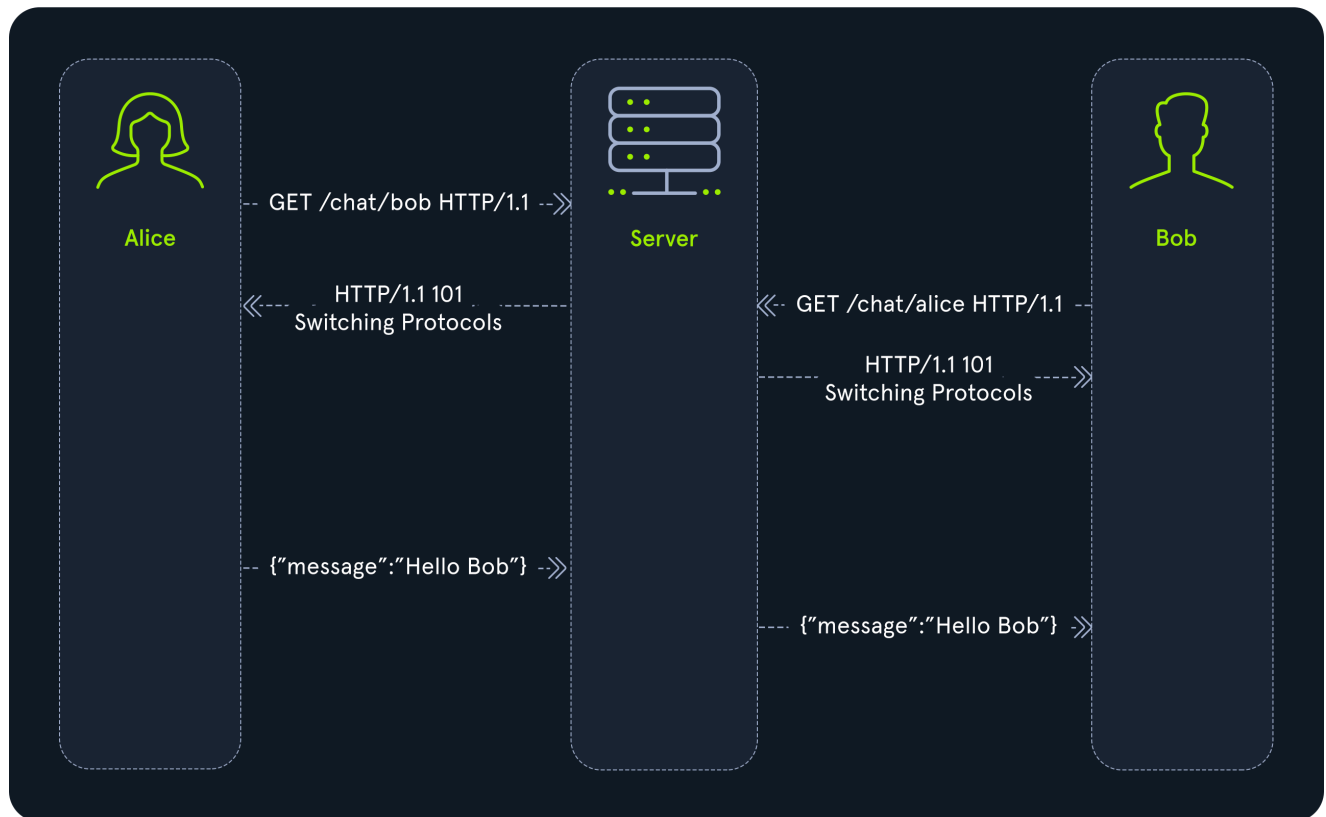 GET /chat/bob HTTP/1.1
Alice
Server
Bob
HTTP/1.1 101
Switching Protocols
GET /chat/alice HTTP/1.1
HTTP/1.1 101
Switching Protocols
{”message”:”Hello Bob”}
{”message”:”Hello Bob”}